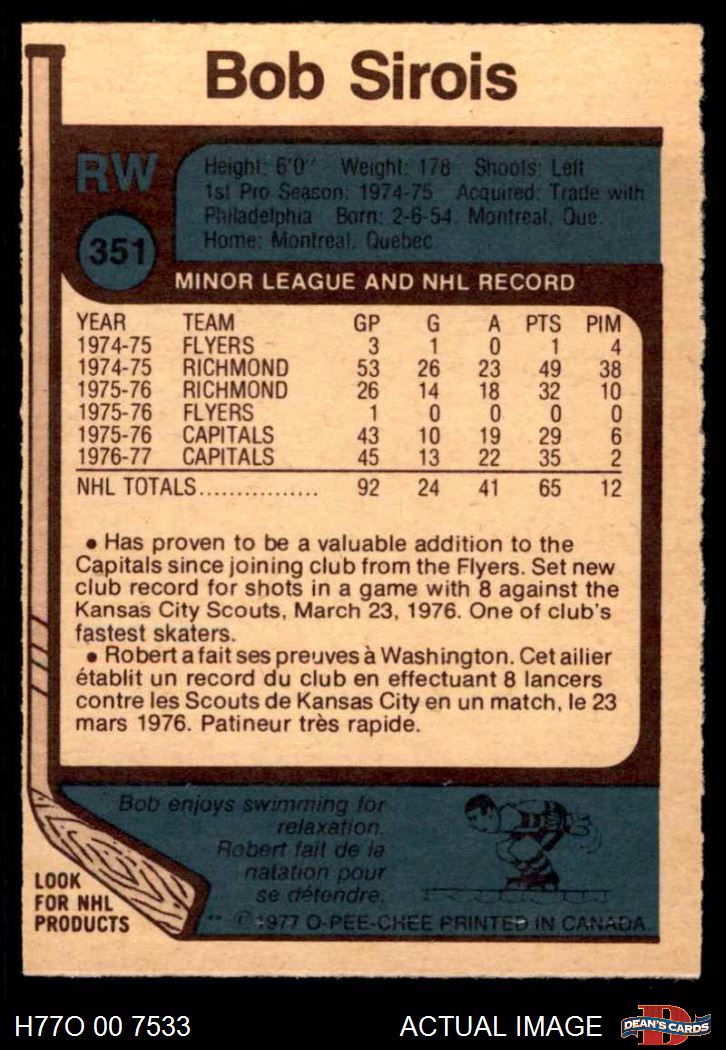 Bob Sirois
RW
351
Height: 6'0" Weight: 178 Shoots: Left
1st Pro Season: 1974-75 Acquired: Trade with
Philadelphia Born: 2-6-54, Montreal, Que.
Home: Montreal, Quebec
MINOR LEAGUE AND NHL RECORD
YEAR TEAM GP G A PTS PIM
1974-75 FLYERS 3 1 0 1 4
1974-75 RICHMOND 53 26 23 49 38
1975-76 RICHMOND 26 14 18 32 10
1975-76 FLYERS 1 0 0 0 0
1975-76 CAPITALS 43 10 19 29 6
1976-77 CAPITALS 45 13 22 35 2
NHL TOTALS................ 92 24 41 65 12
• Has proven to be a valuable addition to the
Capitals since joining club from the Flyers. Set new
club record for shots in a game with 8 against the
Kansas City Scouts, March 23, 1976. One of club's
fastest skaters.
• Robert a fait ses preuves à Washington. Cet ailier
établit un record du club en effectuant 8 lancers
contre les Scouts de Kansas City en un match, le 23
mars 1976. Patineur très rapide.
Bob enjoys swimming for
relaxation.
Robert fait de la
natation pour
se détendre.
LOOK
FOR NHL
PRODUCTS
** © 1977 O-PEE-CHEE PRINTED IN CANADA
H77O 00 7533
ACTUAL IMAGE
D
DEAN'S CARDS